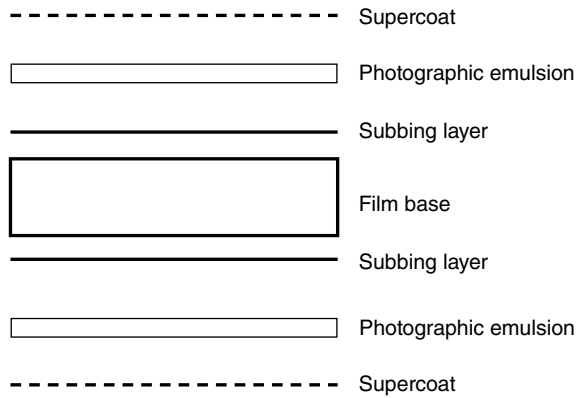 Supercoat
Photographic emulsion
Subbing layer
Film base
Subbing layer
Photographic emulsion
Supercoat